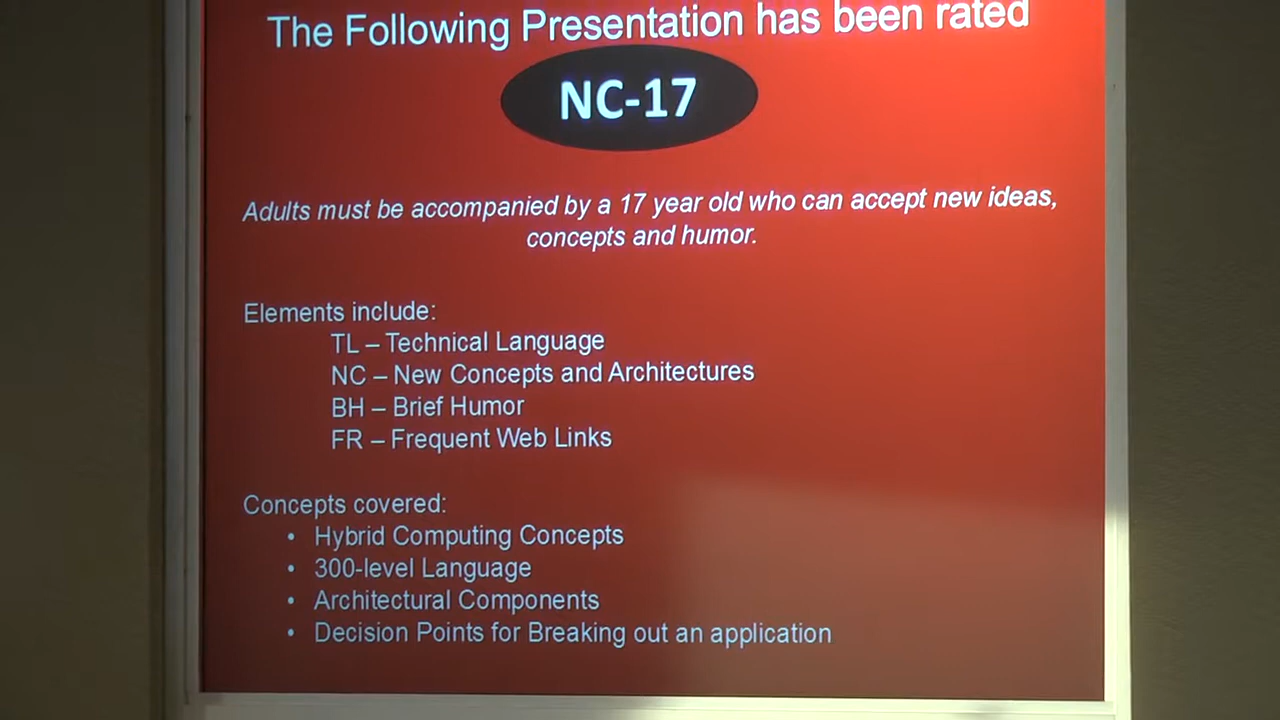 The Following Presentation has been rated
NC-17
Adults must be accompanied by a 17 year old who can accept new ideas,
concepts and humor.
Elements include:
TL – Technical Language
NC – New Concepts and Architectures
BH – Brief Humor
FR – Frequent Web Links
Concepts covered:
• Hybrid Computing Concepts
• 300-level Language
• Architectural Components
• Decision Points for Breaking out an application